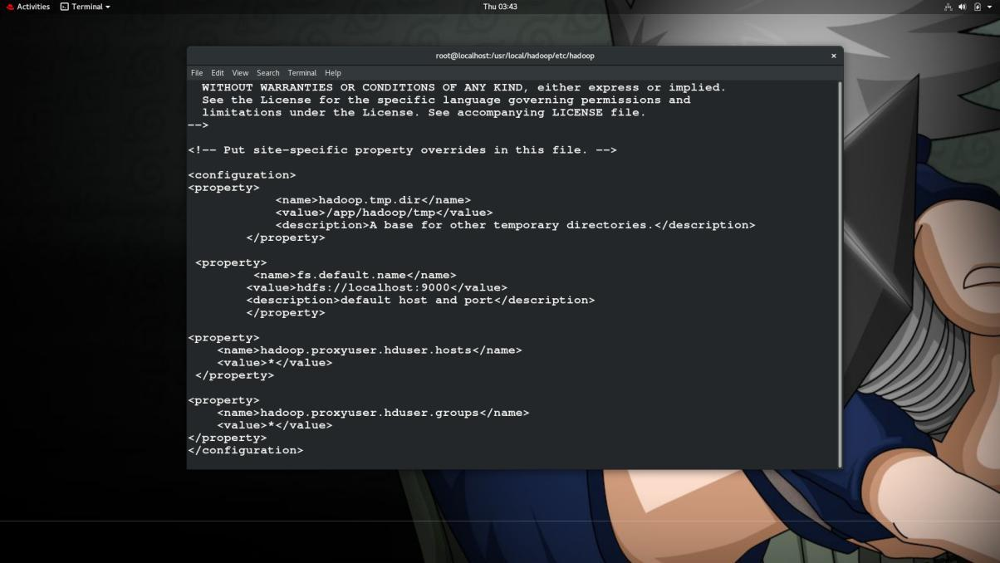 Activities Terminal Thu 03:43
root@localhost:/usr/local/hadoop/etc/hadoop
File Edit View Search Terminal Help
WITHOUT WARRANTIES OR CONDITIONS OF ANY KIND, either express or implied.
See the License for the specific language governing permissions and
limitations under the License. See accompanying LICENSE file.
-->
<!-- Put site-specific property overrides in this file. -->
<configuration>
<property>
<name>hadoop.tmp.dir</name>
<value>/app/hadoop/tmp</value>
<description>A base for other temporary directories.</description>
</property>
<property>
<name>fs.default.name</name>
<value>hdfs://localhost:9000</value>
<description>default host and port</description>
</property>
<property>
<name>hadoop.proxyuser.hduser.hosts</name>
<value>*</value>
</property>
<property>
<name>hadoop.proxyuser.hduser.groups</name>
<value>*</value>
</property>
</configuration>